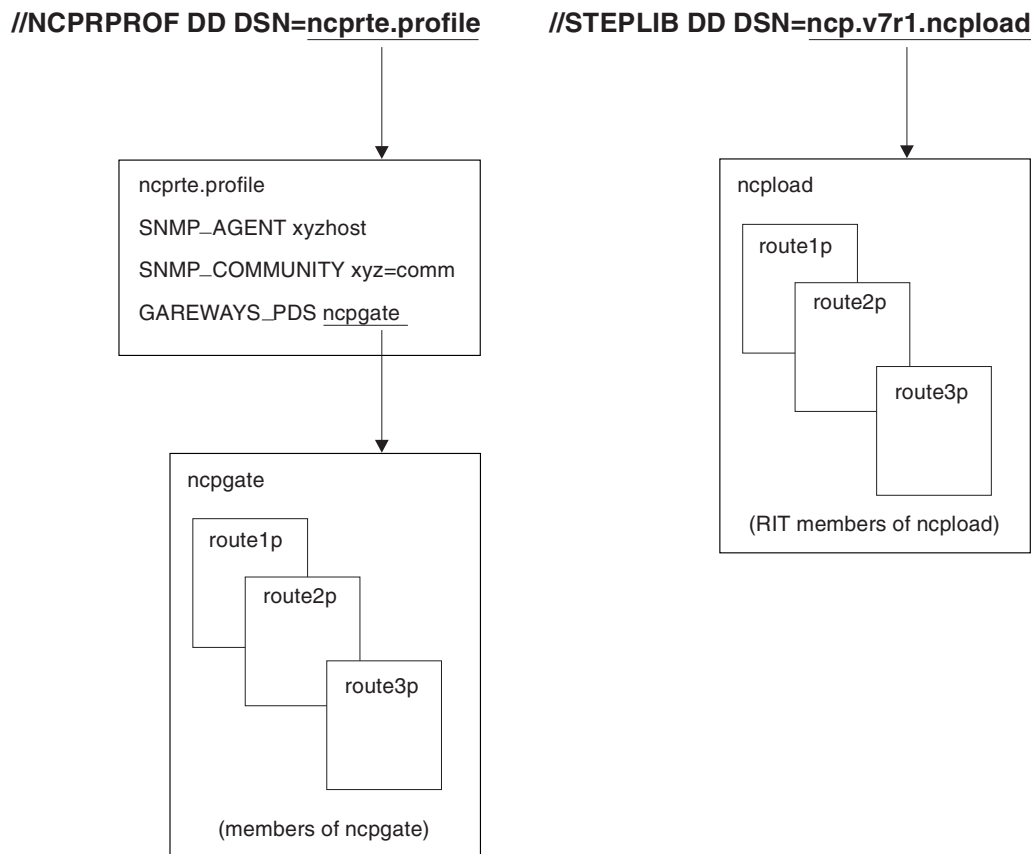 //NCPRPROF DD DSN=ncprte.profile
//STEPLIB DD DSN=ncp.v7r1.ncpload
ncprte.profile
SNMP_AGENT xyzhost
SNMP_COMMUNITY xyz=comm
GAREWAYS_PDS ncpgate
ncpgate
route1p
route2p
route3p
(members of ncpgate)
ncpload
route1p
route2p
route3p
(RIT members of ncpload)